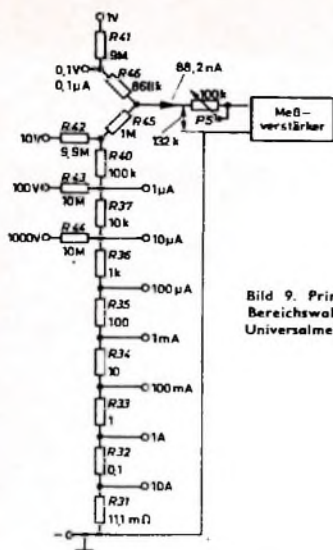 1V
R41
9M
0,1V
0,1µA
R46
868k
88,2nA
100k
P5
132k
Meß-
verstärker
R45
1M
10V
R42
9,9M
R40
100k
100V
R43
10M
1µA
R37
10k
1000V
R44
10M
10µA
R36
1k
100µA
R35
100
1mA
R34
10
100mA
R33
1
1A
R32
0,1
10A
R31
11,1 mΩ
-
Bild 9. Prin
Bereichswal
Universalme